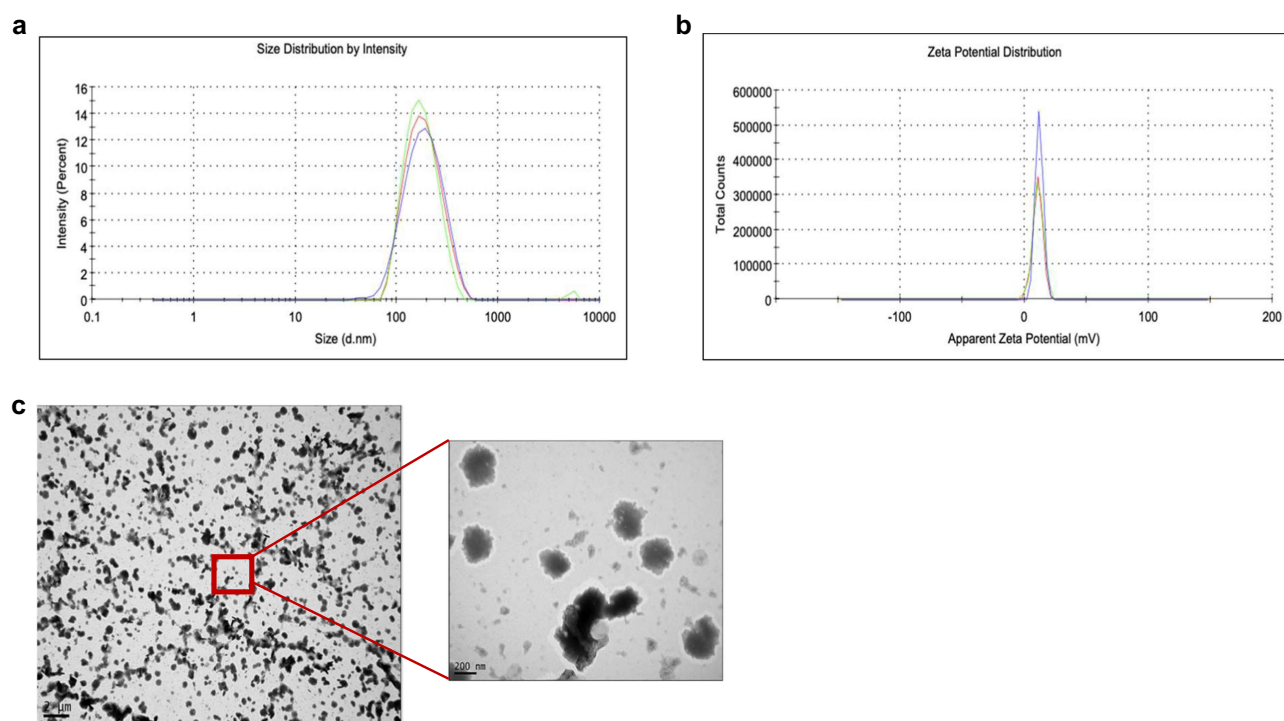 a
Size Distribution by Intensity
Intensity (Percent)
16
14
12
10
8
6
4
2
0
0.1 1 10 100 1000 10000
Size (d.nm)
b
Zeta Potential Distribution
Total Counts
600000
500000
400000
300000
200000
100000
0
-100 0 100 200
Apparent Zeta Potential (mV)
c
2 µm
200 nm